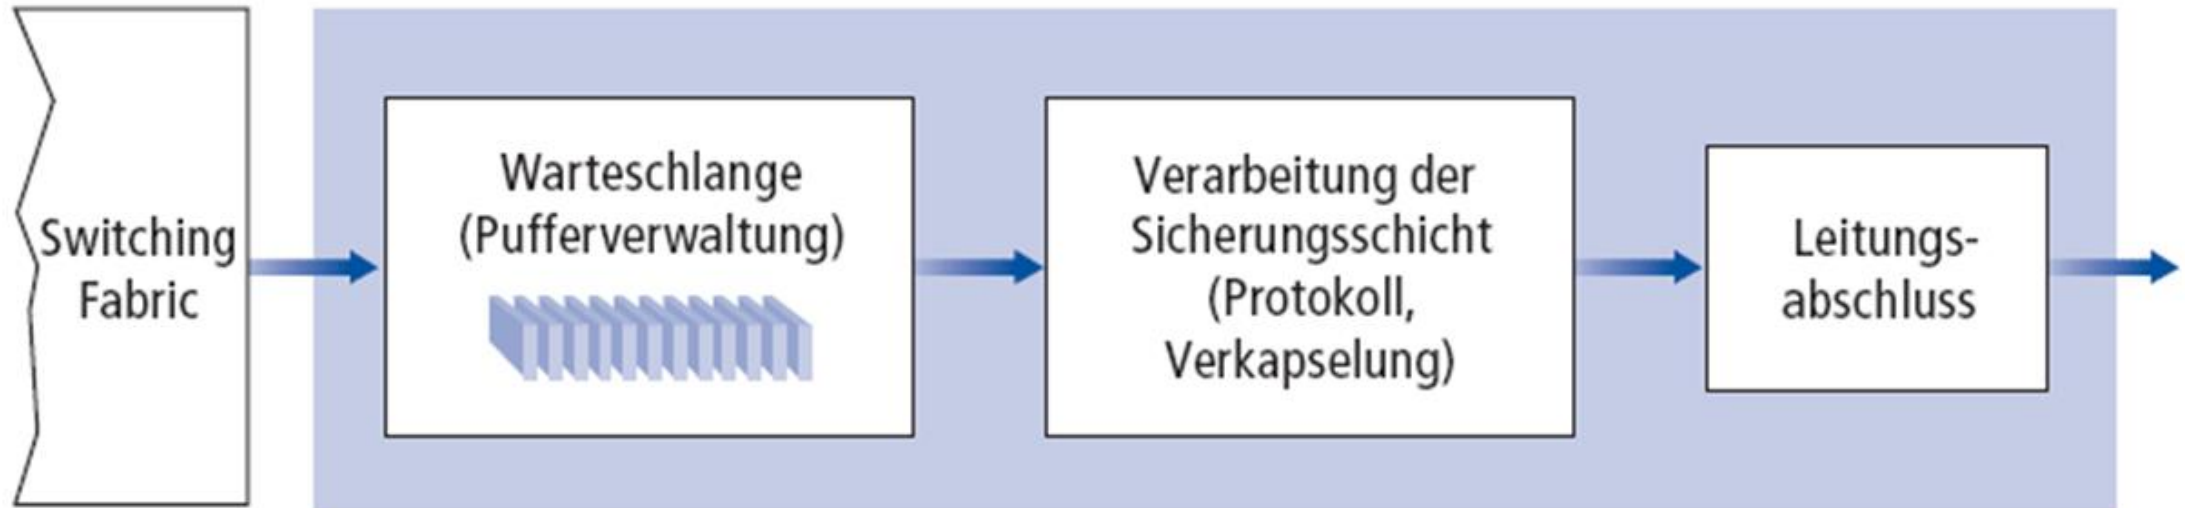 Switching
Fabric
Warteschlange
(Pufferverwaltung)
Verarbeitung der
Sicherungsschicht
(Protokoll,
Verkapselung)
Leitungs-
abschluss